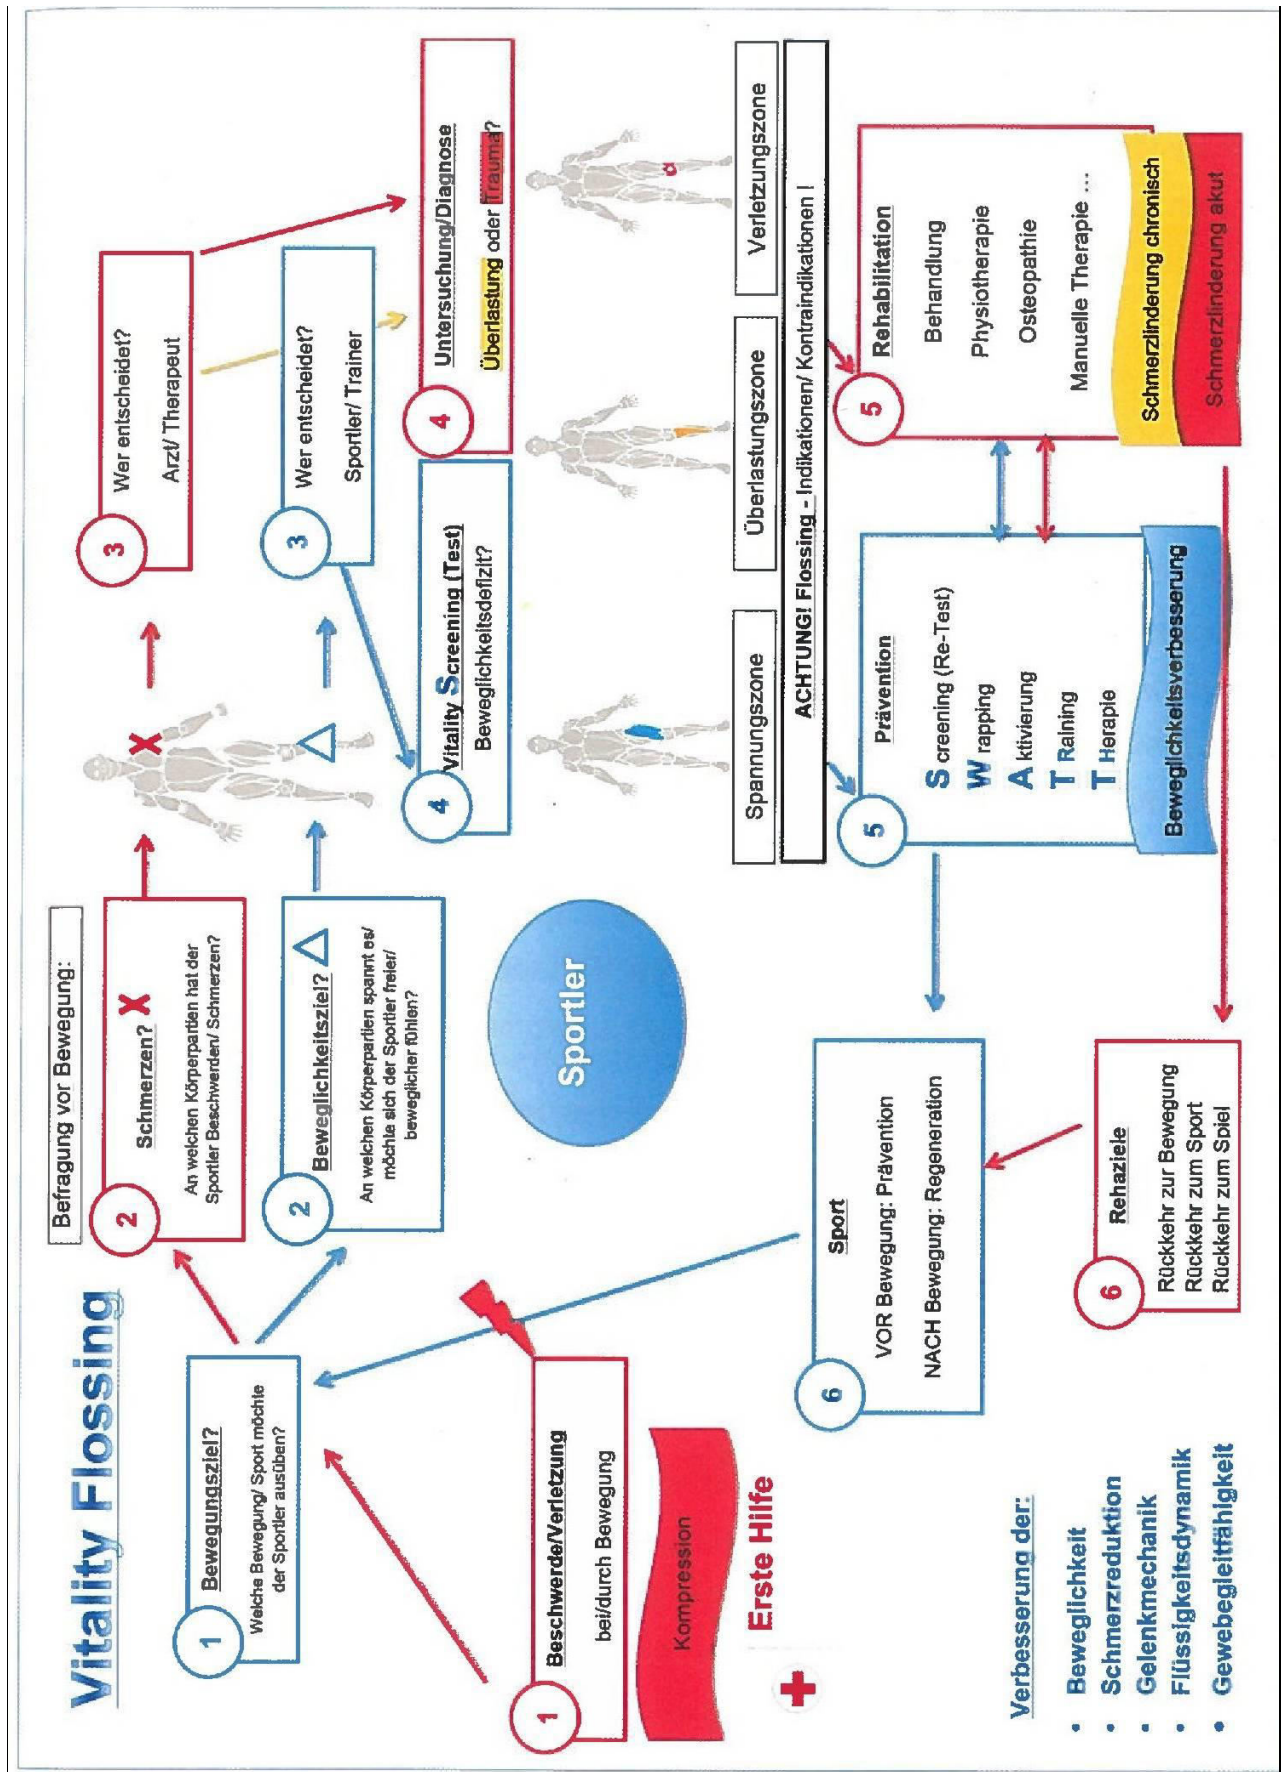 Vitality Flossing
Befragung vor Bewegung:
1
Bewegungsziel?
Welche Bewegung/ Sport möchte
der Sportler ausüben?
2
Schmerzen? X
An welchen Körperpartien hat der
Sportler Beschwerden/ Schmerzen?
X
3
Wer entscheidet?
Arzt/ Therapeut
2
Beweglichkeitsziel?
An welchen Körperpartien spannt es/
möchte sich der Sportler freier/
beweglicher fühlen?
3
Wer entscheidet?
Sportler/ Trainer
1
Beschwerde/Verletzung
bei/durch Bewegung
Kompression
Erste Hilfe
Sportler
4
Vitality Screening (Test)
Beweglichkeitsdefizit?
4
Untersuchung/Diagnose
Überlastung oder Trauma?
Spannungszone
Überlastungszone
Verletzungszone
ACHTUNG! Flossing - Indikationen/ Kontraindikationen !
6
Sport
VOR Bewegung: Prävention
NACH Bewegung: Regeneration
5
Prävention
S creening (Re-Test)
W rapping
A ktivierung
T Raining
T Herapie
Beweglichkeitsverbesserung
5
Rehabilitation
Behandlung
Physiotherapie
Osteopathie
Manuelle Therapie ...
Schmerzlinderung chronisch
Schmerzlinderung akut
6
Rehaziele
Rückkehr zur Bewegung
Rückkehr zum Sport
Rückkehr zum Spiel
Verbesserung der:
• Beweglichkeit
• Schmerzreduktion
• Gelenkmechanik
• Flüssigkeitsdynamik
• Gewebegleitfähigkeit